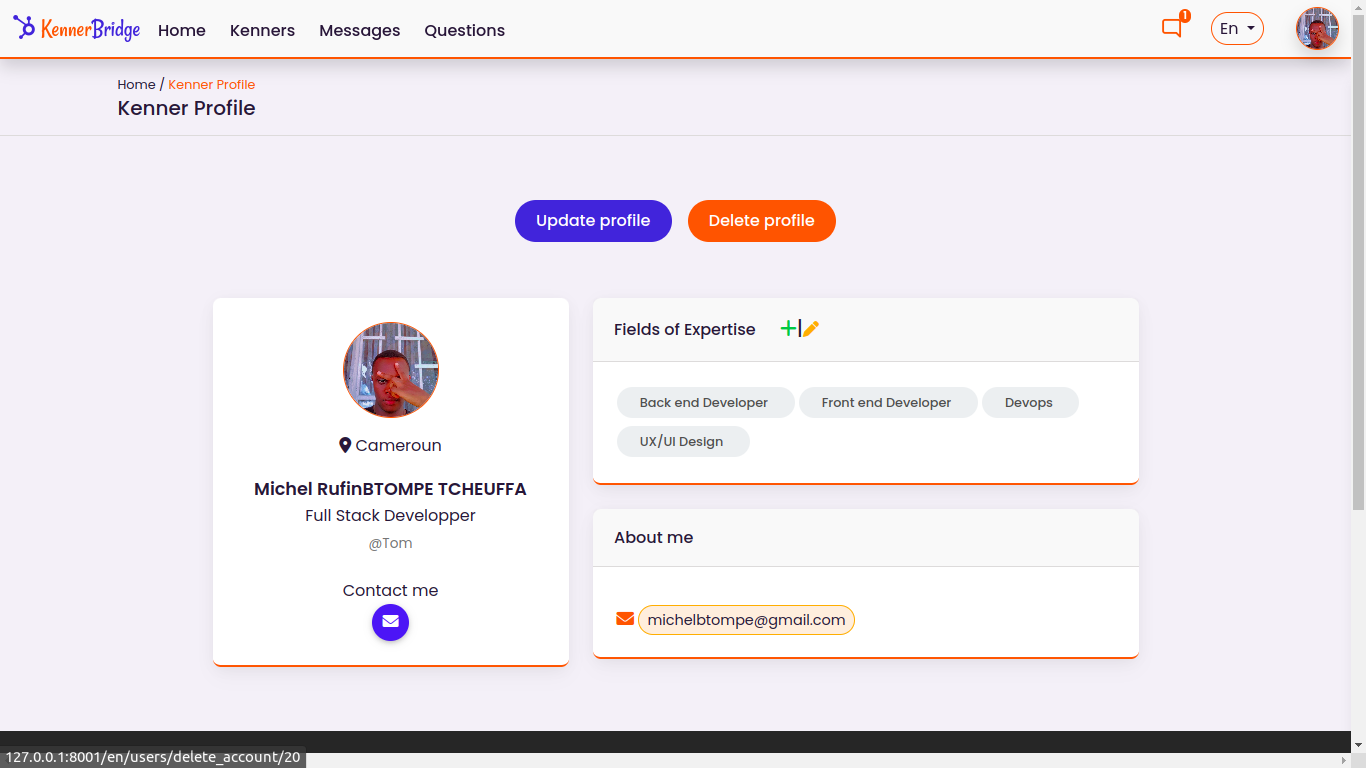 KennerBridge Home Kenners Messages Questions 1 En
Home / Kenner Profile
Kenner Profile
Update profile Delete profile
Cameroun
Michel RufinBTOMPE TCHEUFFA
Full Stack Developper
@Tom
Contact me
Fields of Expertise
Back end Developer Front end Developer Devops
UX/UI Design
About me
michelbtompe@gmail.com
127.0.0.1:8001/en/users/delete_account/20